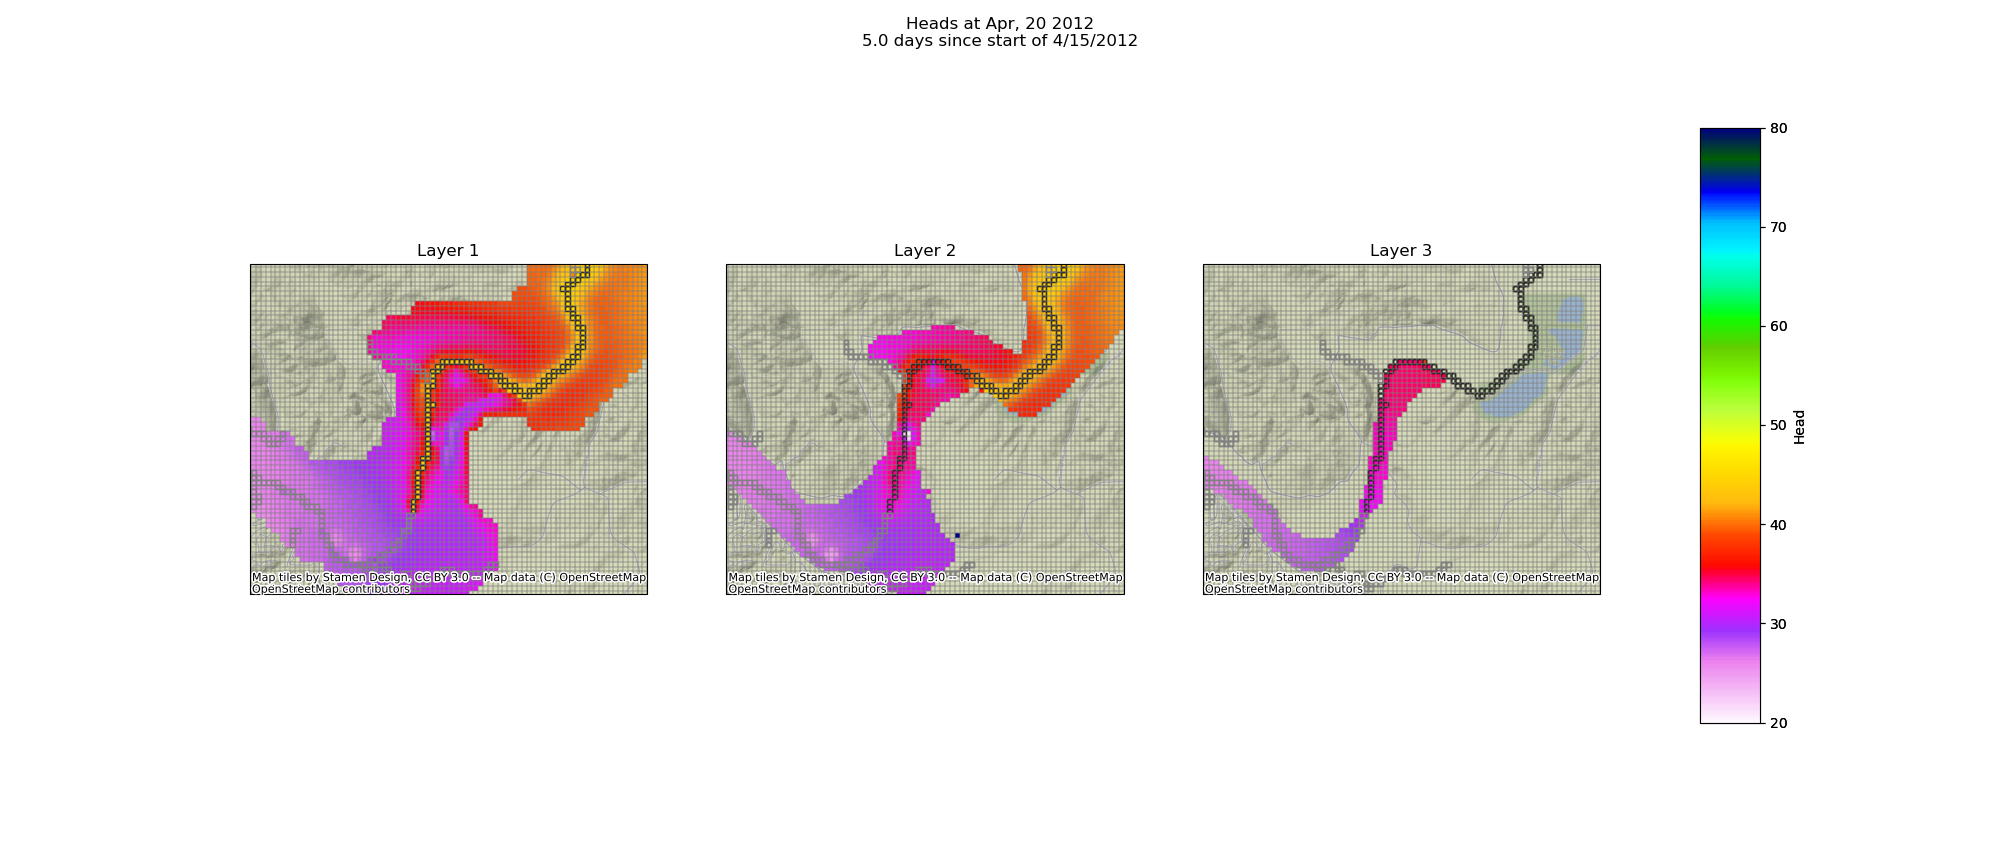 Heads at Apr, 20 2012
5.0 days since start of 4/15/2012
Layer 1
Layer 2
Layer 3
Map tiles by Stamen Design, CC BY 3.0 -- Map data (C) OpenStreetMap
OpenStreetMap contributors
Map tiles by Stamen Design, CC BY 3.0 -- Map data (C) OpenStreetMap
OpenStreetMap contributors
Map tiles by Stamen Design, CC BY 3.0 -- Map data (C) OpenStreetMap
OpenStreetMap contributors
80
70
60
50
40
30
20
Head